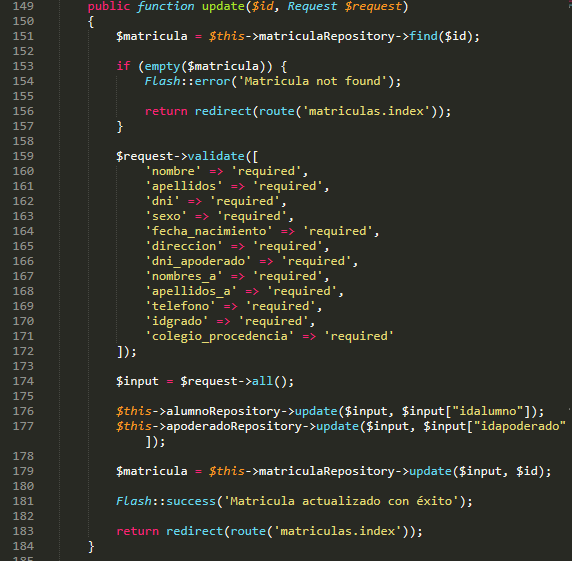 149 public function update($id, Request $request)
150 {
151 $matricula = $this->matriculaRepository->find($id);
152
153 if (empty($matricula)) {
154 Flash::error('Matricula not found');
155
156 return redirect(route('matriculas.index'));
157 }
158
159 $request->validate([
160 'nombre' => 'required',
161 'apellidos' => 'required',
162 'dni' => 'required',
163 'sexo' => 'required',
164 'fecha_nacimiento' => 'required',
165 'direccion' => 'required',
166 'dni_apoderado' => 'required',
167 'nombres_a' => 'required',
168 'apellidos_a' => 'required',
169 'telefono' => 'required',
170 'idgrado' => 'required',
171 'colegio_procedencia' => 'required'
172 ]);
173
174 $input = $request->all();
175
176 $this->alumnoRepository->update($input, $input["idalumno"]);
177 $this->apoderadoRepository->update($input, $input["idapoderado"
]);
178
179 $matricula = $this->matriculaRepository->update($input, $id);
180
181 Flash::success('Matricula actualizado con éxito');
182
183 return redirect(route('matriculas.index'));
184 }
185